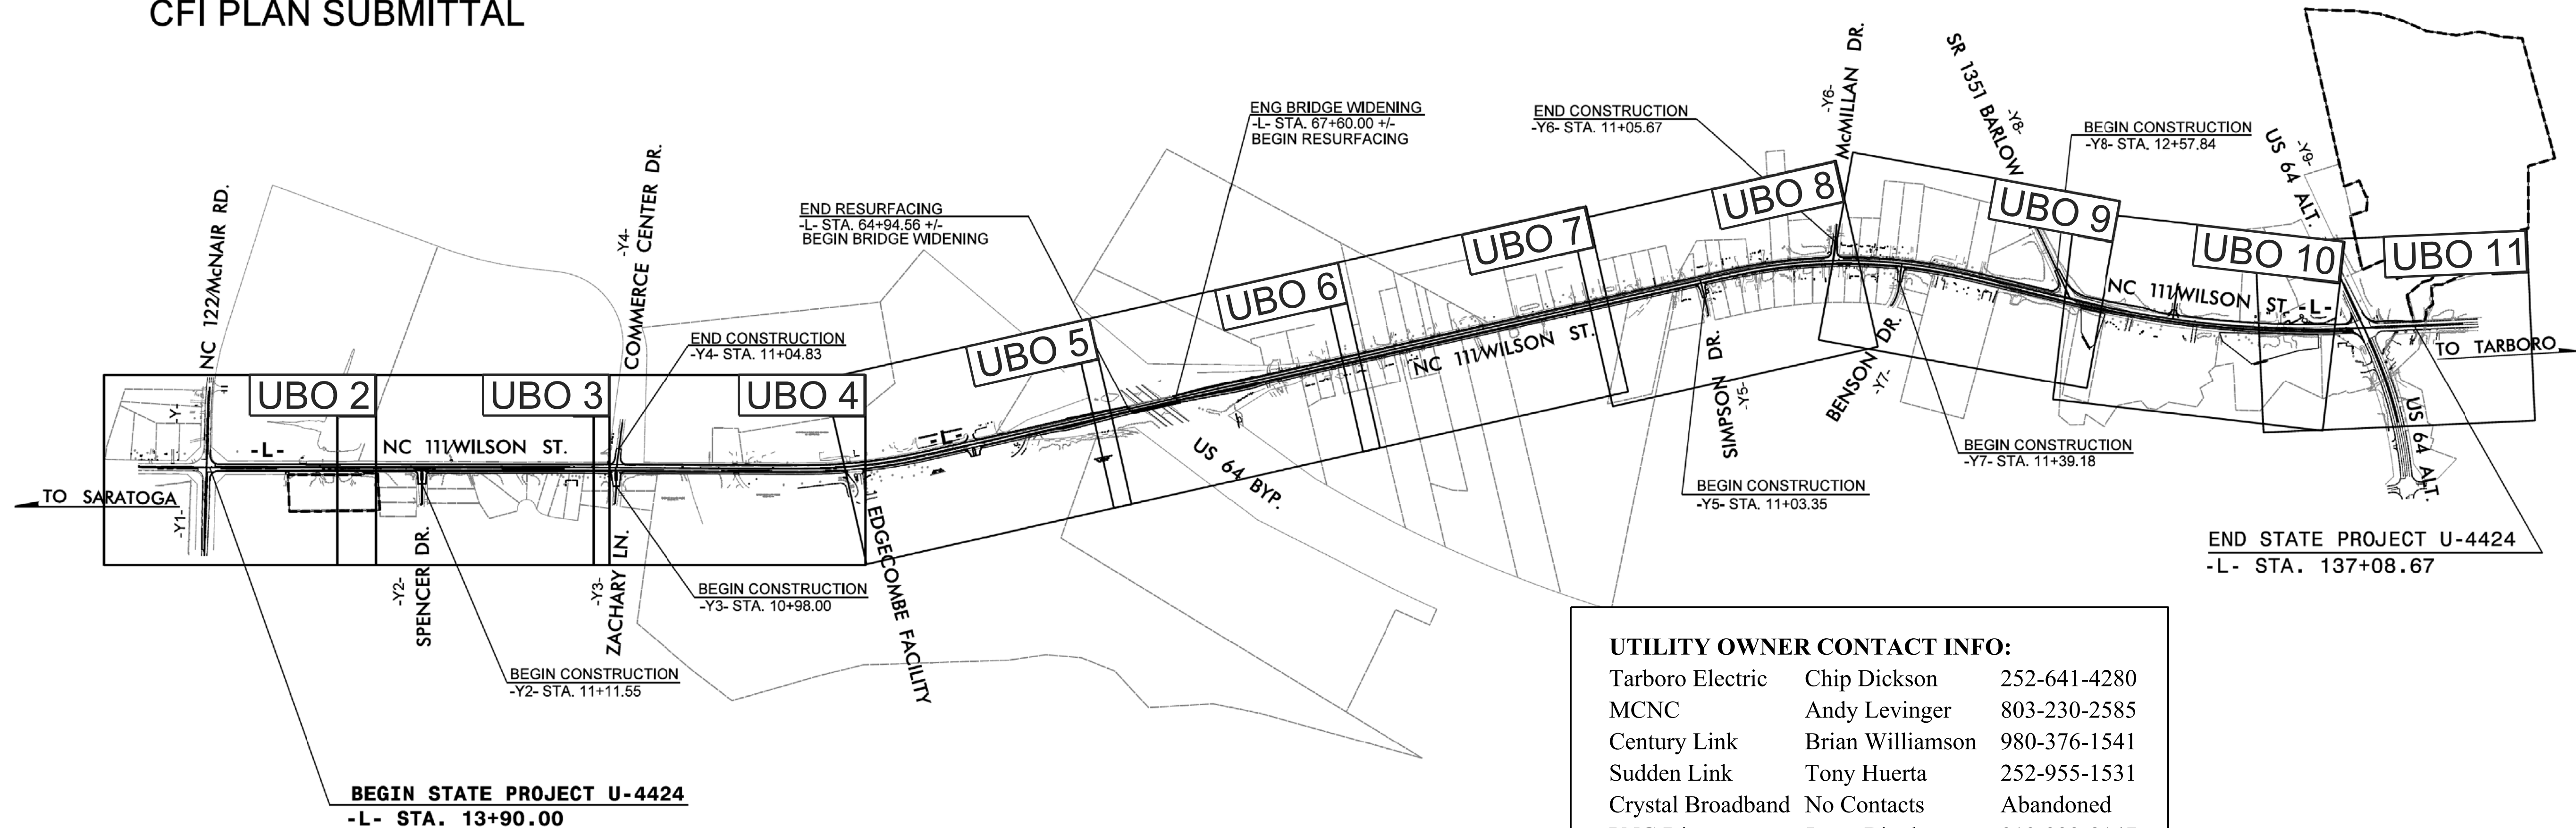 CFI PLAN SUBMITTAL
NC 122/McNAIR RD.
-Y-
-Y1-
TO SARATOGA
-L-
UBO 2
NC 111/WILSON ST.
UBO 3
SPENCER DR.
-Y2-
BEGIN CONSTRUCTION
-Y2- STA. 11+11.55
BEGIN STATE PROJECT U-4424
-L- STA. 13+90.00
COMMERCE CENTER DR.
-Y4-
END CONSTRUCTION
-Y4- STA. 11+04.83
ZACHARY LN.
-Y3-
BEGIN CONSTRUCTION
-Y3- STA. 10+98.00
UBO 4
EDGECOMBE FACILITY
END RESURFACING
-L- STA. 64+94.56 +/-
BEGIN BRIDGE WIDENING
-L-
UBO 5
ENG BRIDGE WIDENING
-L- STA. 67+60.00 +/-
BEGIN RESURFACING
US 64 BYP.
UBO 6
NC 111/WILSON ST.
UBO 7
END CONSTRUCTION
-Y6- STA. 11+05.67
UBO 8
McMILLAN DR.
-Y6-
SIMPSON DR.
-Y5-
BEGIN CONSTRUCTION
-Y5- STA. 11+03.35
BENSON DR.
-Y7-
BEGIN CONSTRUCTION
-Y7- STA. 11+39.18
SR 1351 BARLOW
-Y8-
BEGIN CONSTRUCTION
-Y8- STA. 12+57.84
UBO 9
NC 111/WILSON ST. -L-
UBO 10
US 64 ALT.
-Y9-
UBO 11
TO TARBORO
US 64 ALT.
END STATE PROJECT U-4424
-L- STA. 137+08.67
UTILITY OWNER CONTACT INFO:
Tarboro Electric Chip Dickson 252-641-4280
MCNC Andy Levinger 803-230-2585
Century Link Brian Williamson 980-376-1541
Sudden Link Tony Huerta 252-955-1531
Crystal Broadband No Contacts Abandoned